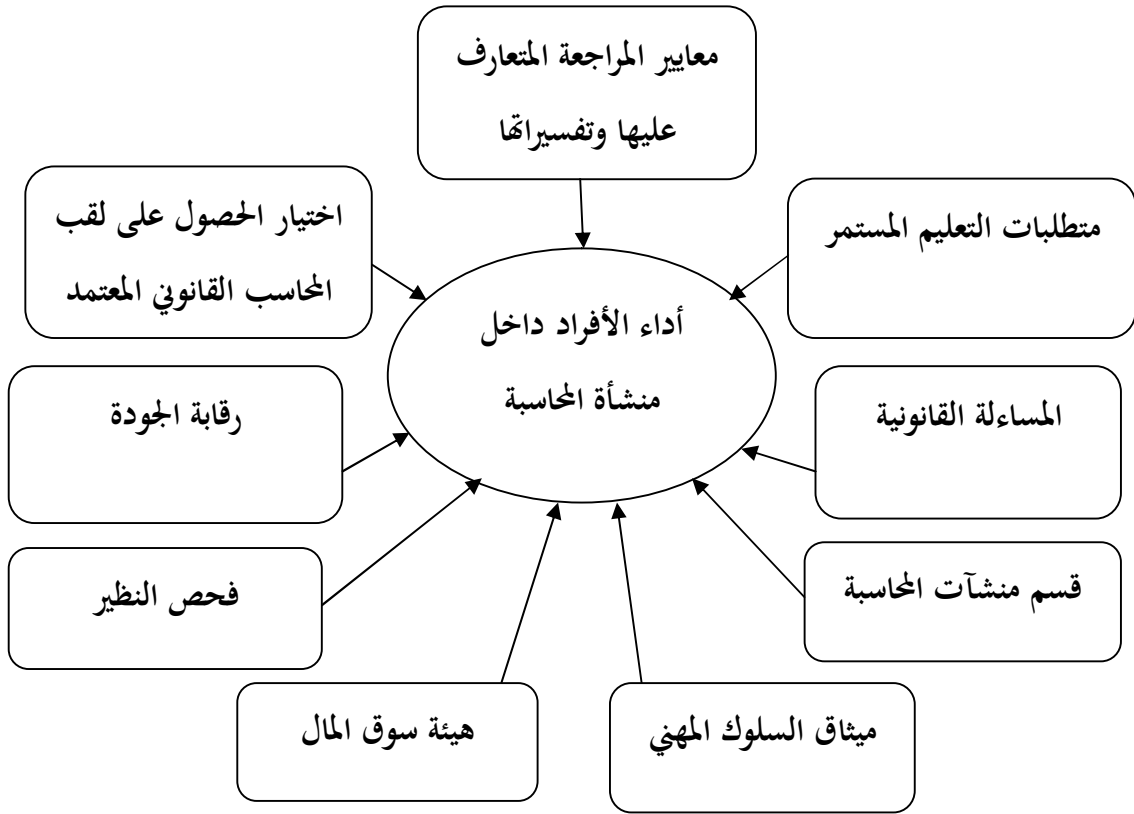 معايير المراجعة المتعارف
عليها وتفسيراتها
متطلبات التعليم المستمر
اختيار الحصول على لقب
المحاسب القانوني المعتمد
أداء الأفراد داخل
منشأة المحاسبة
المساءلة القانونية
رقابة الجودة
قسم منشآت المحاسبة
فحص النظير
ميثاق السلوك المهني
هيئة سوق المال